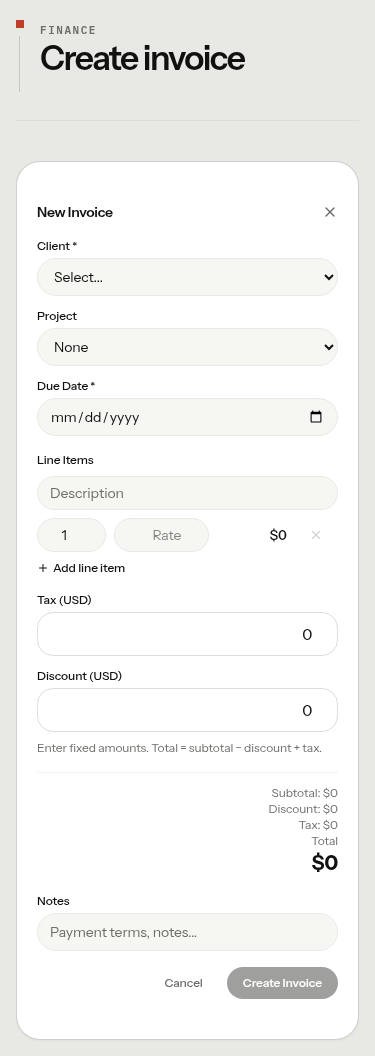 FINANCE
Create invoice
New Invoice
Client *
Select...
Project
None
Due Date *
mm/dd/yyyy
Line Items
Description
1 Rate $0
+ Add line item
Tax (USD)
0
Discount (USD)
0
Enter fixed amounts. Total = subtotal − discount + tax.
Subtotal: $0
Discount: $0
Tax: $0
Total
$0
Notes
Payment terms, notes...
Cancel Create Invoice